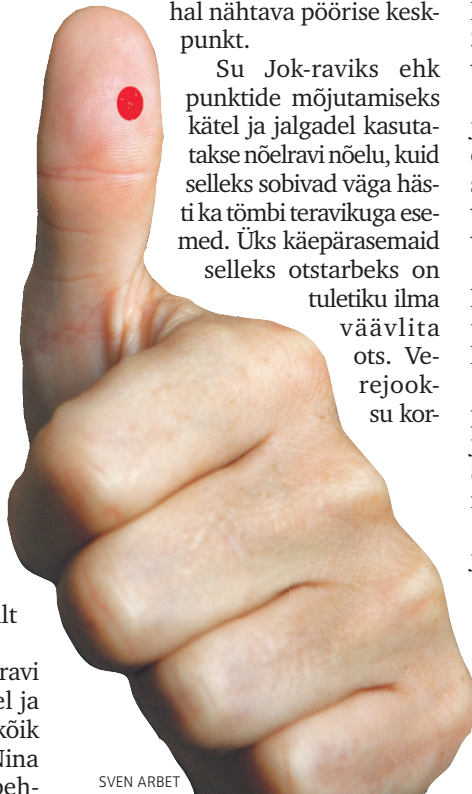 hal nähtava pöörise kesk-
punkt.
Su Jok-raviks ehk
punktide mõjutamiseks
kätel ja jalgadel kasuta-
takse nõelravi nõelu, kuid
selleks sobivad väga häs-
ti ka tömbi teravikuga ese-
med. Üks käepärasemaid
selleks otstarbeks on
tuletiku ilma
väävlita
ots. Ve-
rejook-
su kor-
lt
ravi
el ja
kõik
Nina
SVEN ARBET